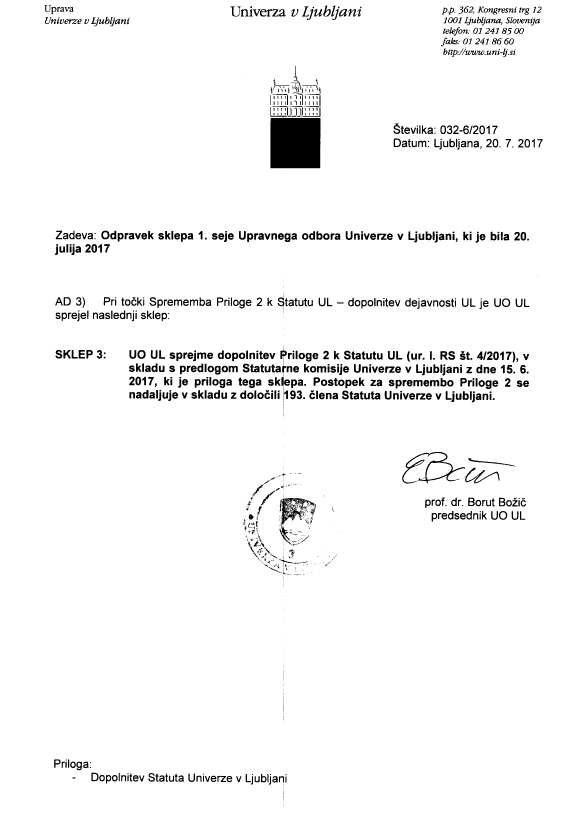 Uprava
Univerze v Ljubljani
Univerza v Ljubljani
p.p. 362, Kongresni trg 12
1001 Ljubljana, Slovenija
telefon: 01 241 85 00
faks: 01 241 86 60
http://www.uni-lj.si
Številka: 032-6/2017
Datum: Ljubljana, 20. 7. 2017
Zadeva: Odpravek sklepa 1. seje Upravnega odbora Univerze v Ljubljani, ki je bila 20.
julija 2017
AD 3) Pri točki Sprememba Priloge 2 k Statutu UL – dopolnitev dejavnosti UL je UO UL
sprejel naslednji sklep:
SKLEP 3: UO UL sprejme dopolnitev Priloge 2 k Statutu UL (ur. l. RS št. 4/2017), v
skladu s predlogom Statutarne komisije Univerze v Ljubljani z dne 15. 6.
2017, ki je priloga tega sklepa. Postopek za spremembo Priloge 2 se
nadaljuje v skladu z določili 193. člena Statuta Univerze v Ljubljani.
prof. dr. Borut Božič
predsednik UO UL
3
Priloga:
- Dopolnitev Statuta Univerze v Ljubljani